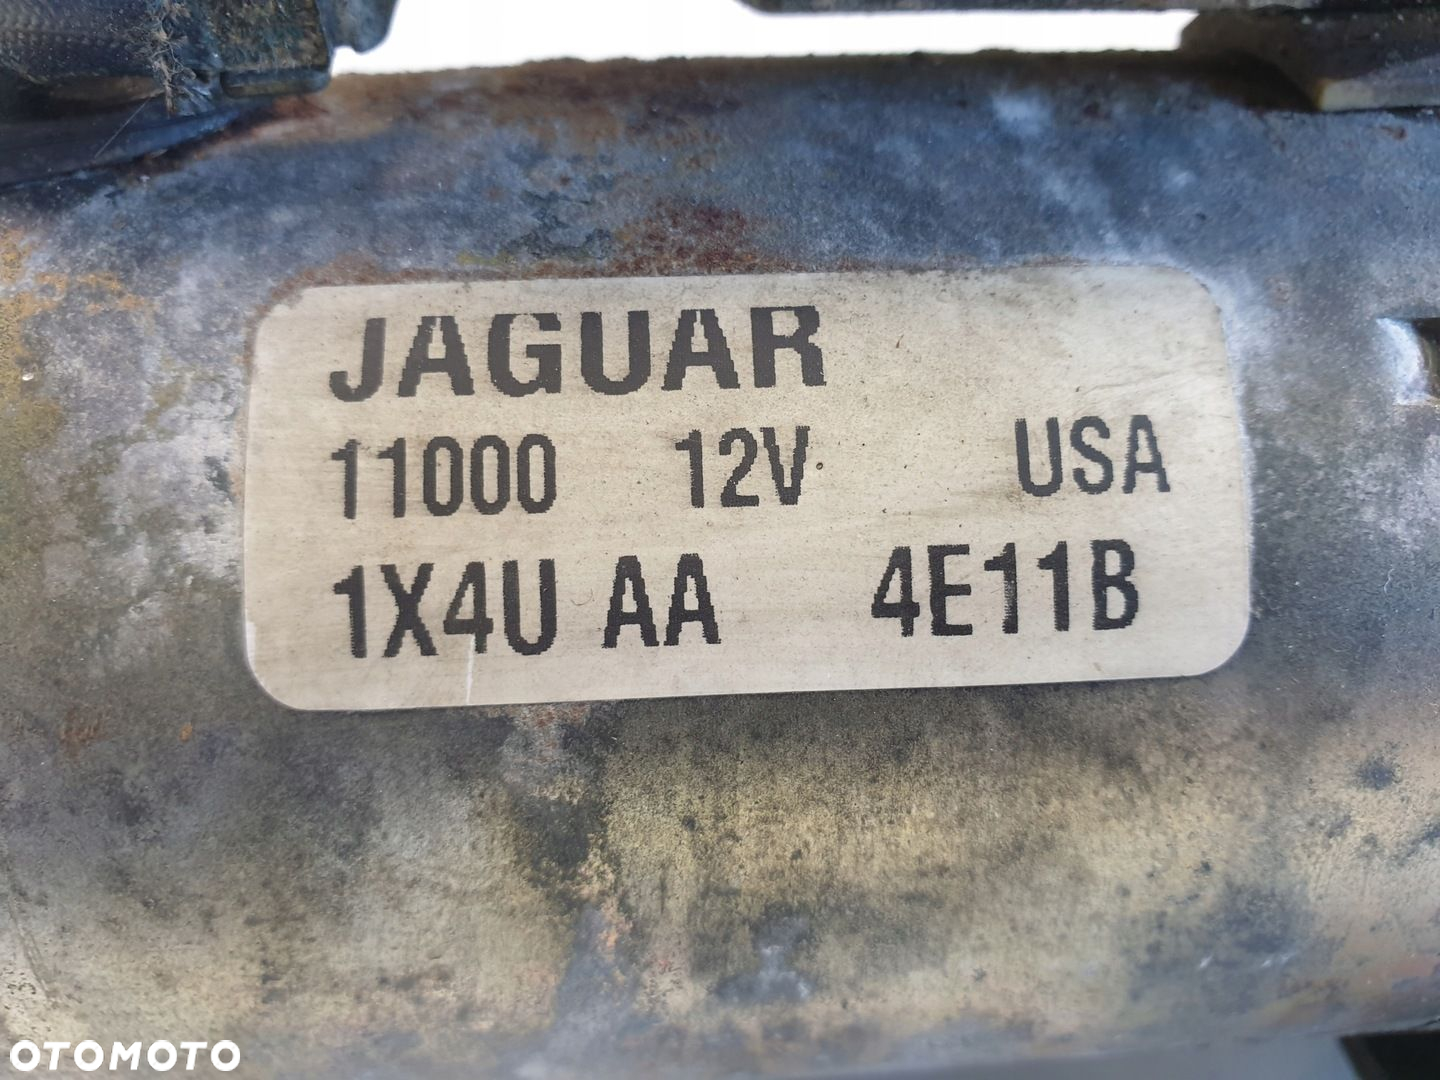 JAGUAR
11000 12V USA
1X4U AA 4E11B
OTOMOTO